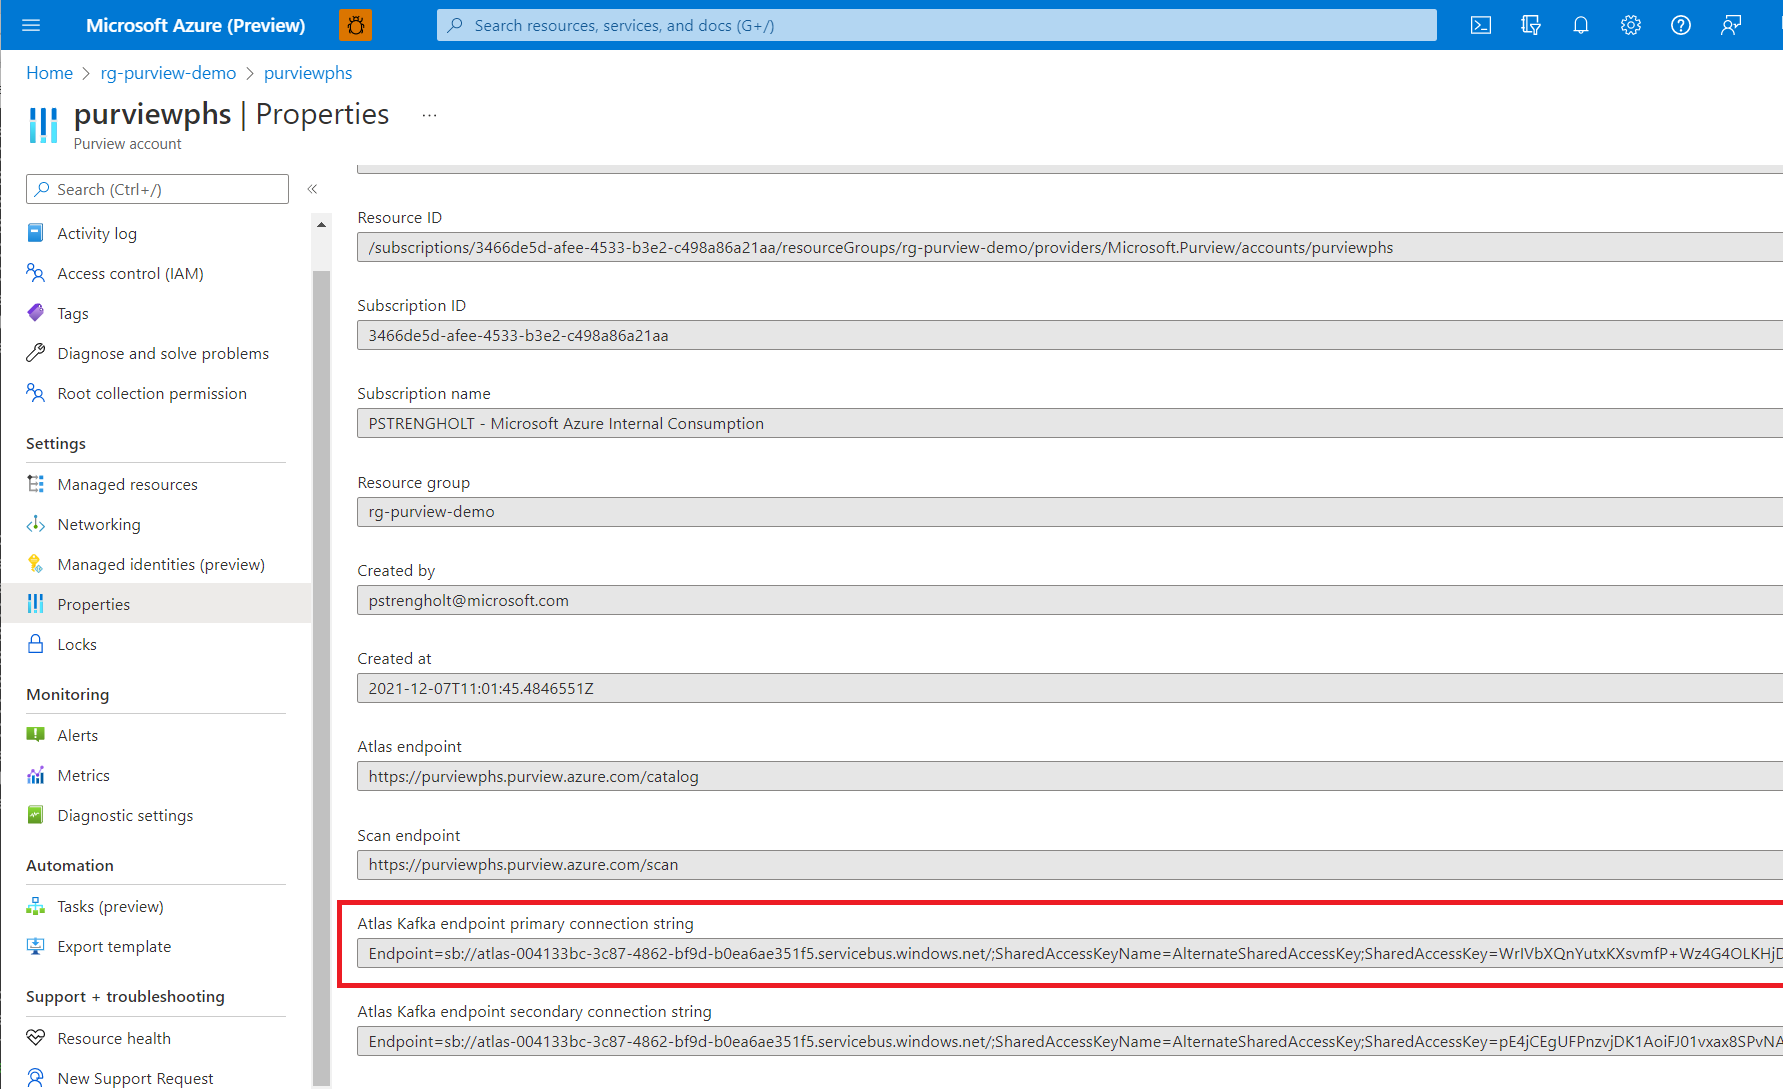 Microsoft Azure (Preview)
Search resources, services, and docs (G+/)
Home > rg-purview-demo > purviewphs
purviewphs | Properties ...
Purview account
Search (Ctrl+/)
«
Activity log
Access control (IAM)
Tags
Diagnose and solve problems
Root collection permission
Settings
Managed resources
Networking
Managed identities (preview)
Properties
Locks
Monitoring
Alerts
Metrics
Diagnostic settings
Automation
Tasks (preview)
Export template
Support + troubleshooting
Resource health
New Support Request
Resource ID
/subscriptions/3466de5d-afee-4533-b3e2-c498a86a21aa/resourceGroups/rg-purview-demo/providers/Microsoft.Purview/accounts/purviewphs
Subscription ID
3466de5d-afee-4533-b3e2-c498a86a21aa
Subscription name
PSTRENGHOLT - Microsoft Azure Internal Consumption
Resource group
rg-purview-demo
Created by
pstrengholt@microsoft.com
Created at
2021-12-07T11:01:45.4846551Z
Atlas endpoint
https://purviewphs.purview.azure.com/catalog
Scan endpoint
https://purviewphs.purview.azure.com/scan
Atlas Kafka endpoint primary connection string
Endpoint=sb://atlas-004133bc-3c87-4862-bf9d-b0ea6ae351f5.servicebus.windows.net/;SharedAccessKeyName=AlternateSharedAccessKey;SharedAccessKey=WrIVbXQnYutxKXsvmfP+Wz4G4OLKHjD
Atlas Kafka endpoint secondary connection string
Endpoint=sb://atlas-004133bc-3c87-4862-bf9d-b0ea6ae351f5.servicebus.windows.net/;SharedAccessKeyName=AlternateSharedAccessKey;SharedAccessKey=pE4jCEgUFPnzvjDK1AoiFJ01vxax8SPvNA